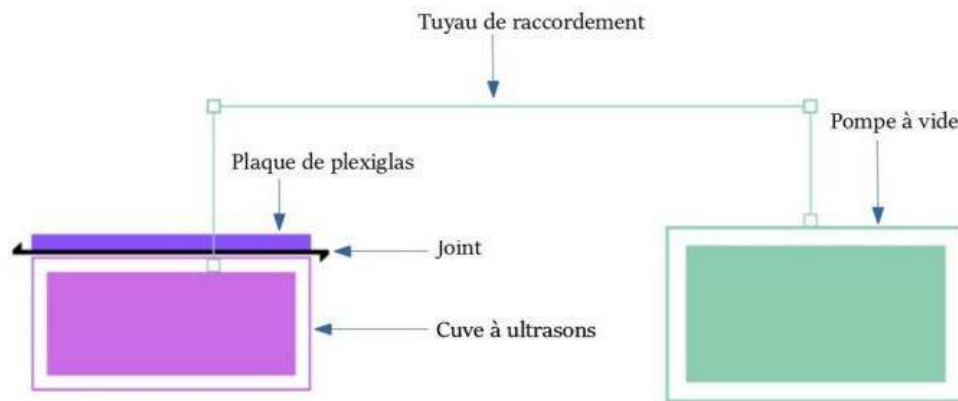 Tuyau de raccordement
Pompe à vide
Plaque de plexiglas
Joint
Cuve à ultrasons